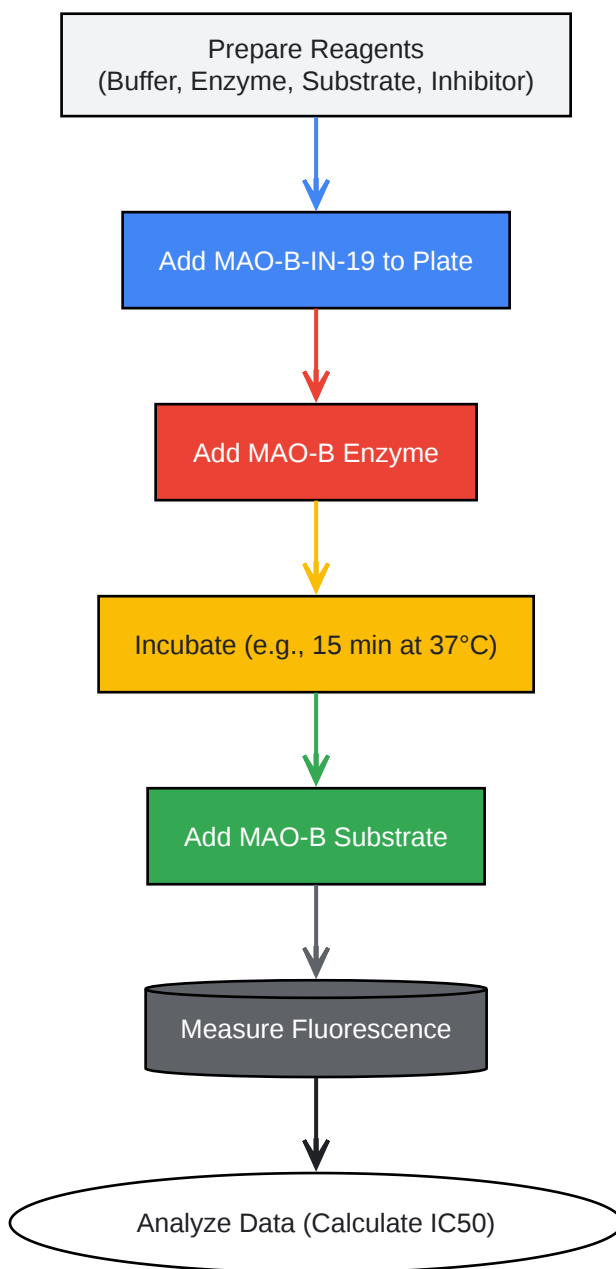 Prepare Reagents
(Buffer, Enzyme, Substrate, Inhibitor)
Add MAO-B-IN-19 to Plate
Add MAO-B Enzyme
Incubate (e.g., 15 min at 37°C)
Add MAO-B Substrate
Measure Fluorescence
Analyze Data (Calculate IC50)